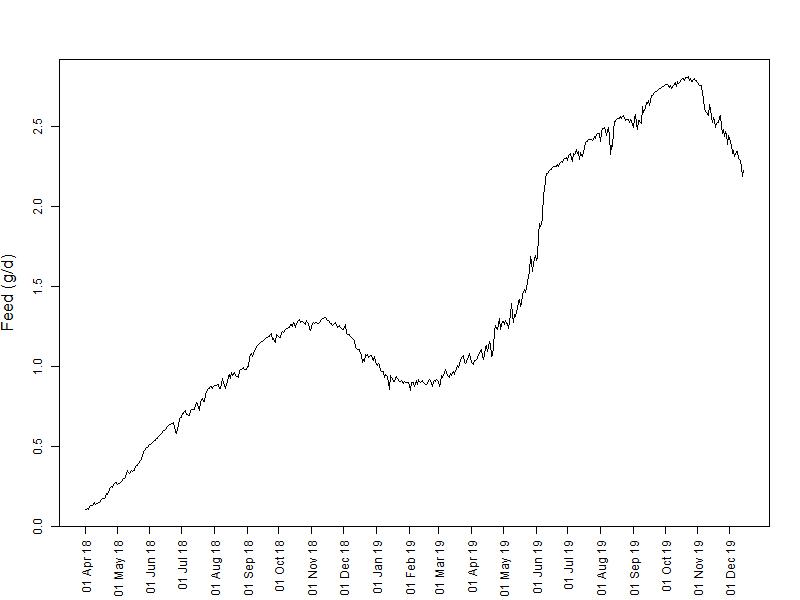 Feed (g/d)
2.5
2.0
1.5
1.0
0.5
0.0
01 Apr 18
01 May 18
01 Jun 18
01 Jul 18
01 Aug 18
01 Sep 18
01 Oct 18
01 Nov 18
01 Dec 18
01 Jan 19
01 Feb 19
01 Mar 19
01 Apr 19
01 May 19
01 Jun 19
01 Jul 19
01 Aug 19
01 Sep 19
01 Oct 19
01 Nov 19
01 Dec 19